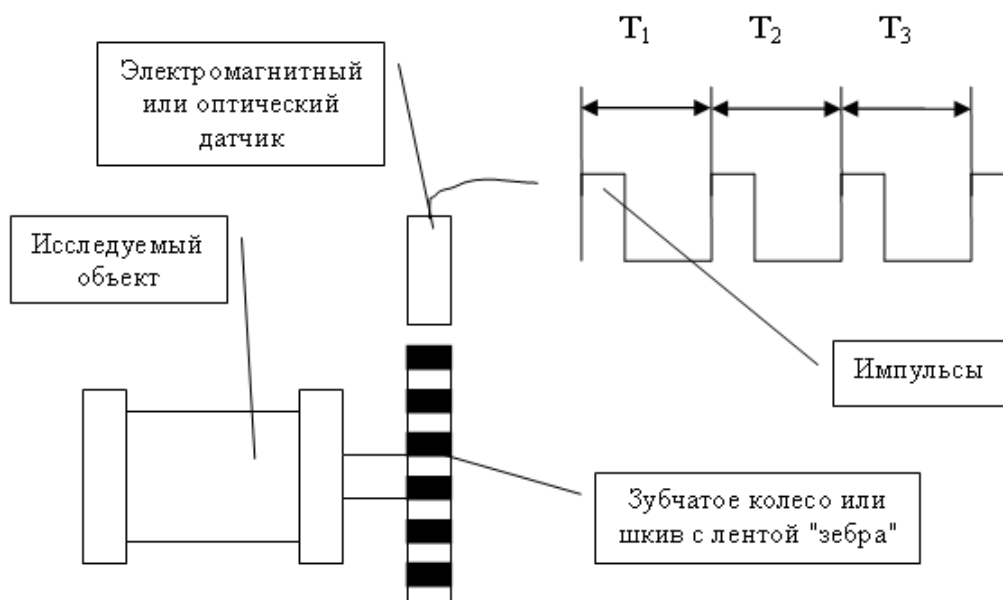 T1 T2 T3
Электромагнитный
или оптический
датчик
Исследуемый
объект
Импульсы
Зубчатое колесо или
шкив с лентой "зебра"